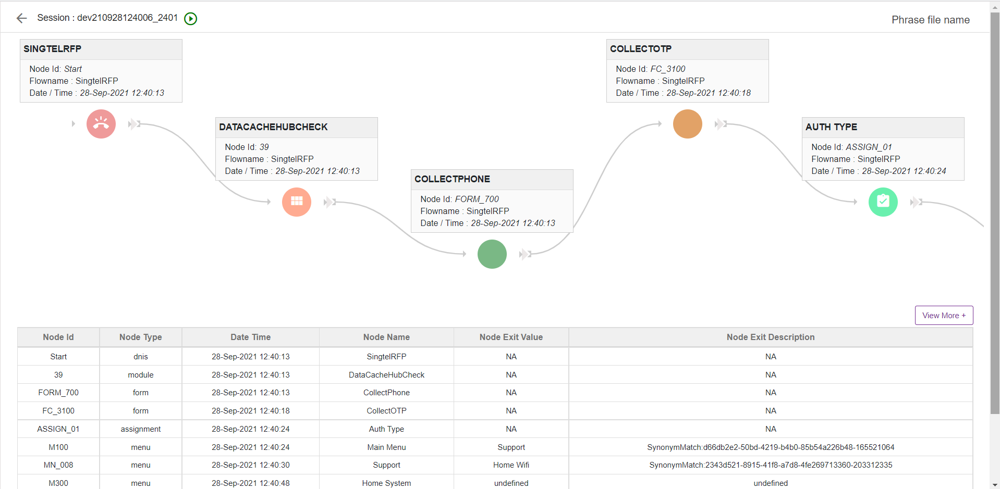 Session : dev210928124006_2401
Phrase file name
SINGTELRFP
Node Id: Start
Flowname : SingtelRFP
Date / Time : 28-Sep-2021 12:40:13
DATACACHEHUBCHECK
Node Id: 39
Flowname : SingtelRFP
Date / Time : 28-Sep-2021 12:40:13
COLLECTPHONE
Node Id: FORM_700
Flowname : SingtelRFP
Date / Time : 28-Sep-2021 12:40:13
COLLECTOTP
Node Id: FC_3100
Flowname : SingtelRFP
Date / Time : 28-Sep-2021 12:40:18
AUTH TYPE
Node Id: ASSIGN_01
Flowname : SingtelRFP
Date / Time : 28-Sep-2021 12:40:24
View More +
Node Id Node Type Date Time Node Name Node Exit Value Node Exit Description
Start dnis 28-Sep-2021 12:40:13 SingtelRFP NA NA
39 module 28-Sep-2021 12:40:13 DataCacheHubCheck NA NA
FORM_700 form 28-Sep-2021 12:40:13 CollectPhone NA NA
FC_3100 form 28-Sep-2021 12:40:18 CollectOTP NA NA
ASSIGN_01 assignment 28-Sep-2021 12:40:24 Auth Type NA NA
M100 menu 28-Sep-2021 12:40:24 Main Menu Support SynonymMatch:d66db2e2-50bd-4219-b4b0-85b54a226b48-165521064
MN_008 menu 28-Sep-2021 12:40:30 Support Home Wifi SynonymMatch:2343d521-8915-41f8-a7d8-4fe269713360-203312335
M300 menu 28-Sep-2021 12:40:48 Home System undefined undefined